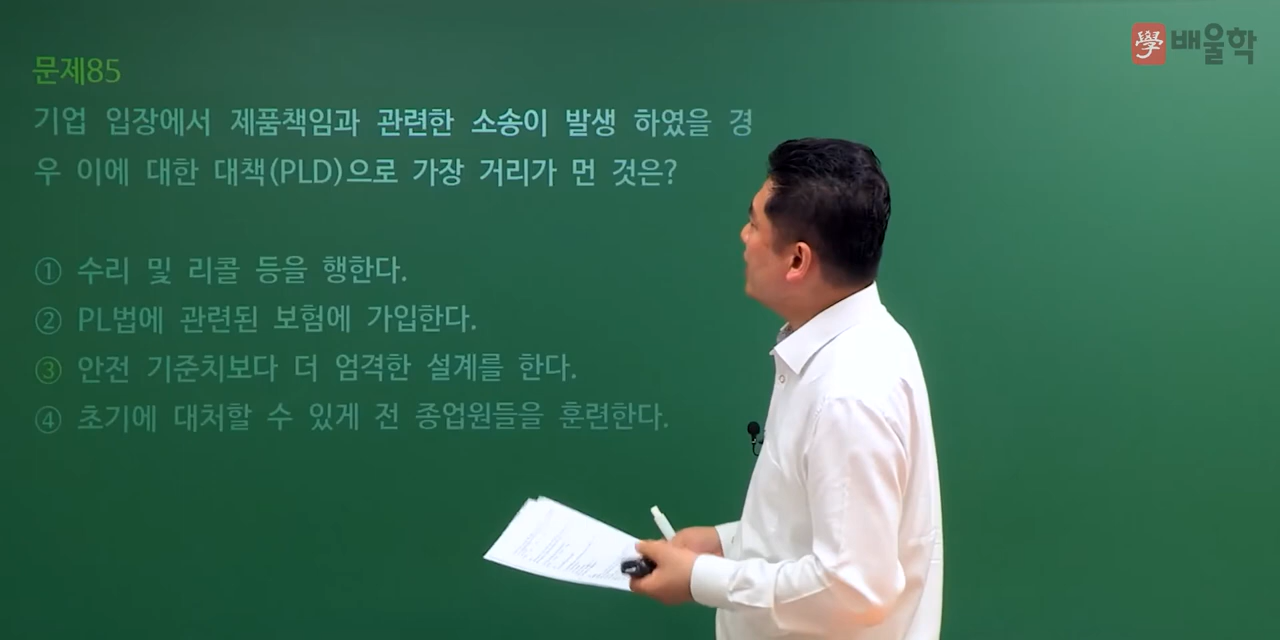 學 배울학
문제85
기업 입장에서 제품책임과 관련한 소송이 발생 하였을 경
우 이에 대한 대책(PLD)으로 가장 거리가 먼 것은?
① 수리 및 리콜 등을 행한다.
② PL법에 관련된 보험에 가입한다.
③ 안전 기준치보다 더 엄격한 설계를 한다.
④ 초기에 대처할 수 있게 전 종업원들을 훈련한다.